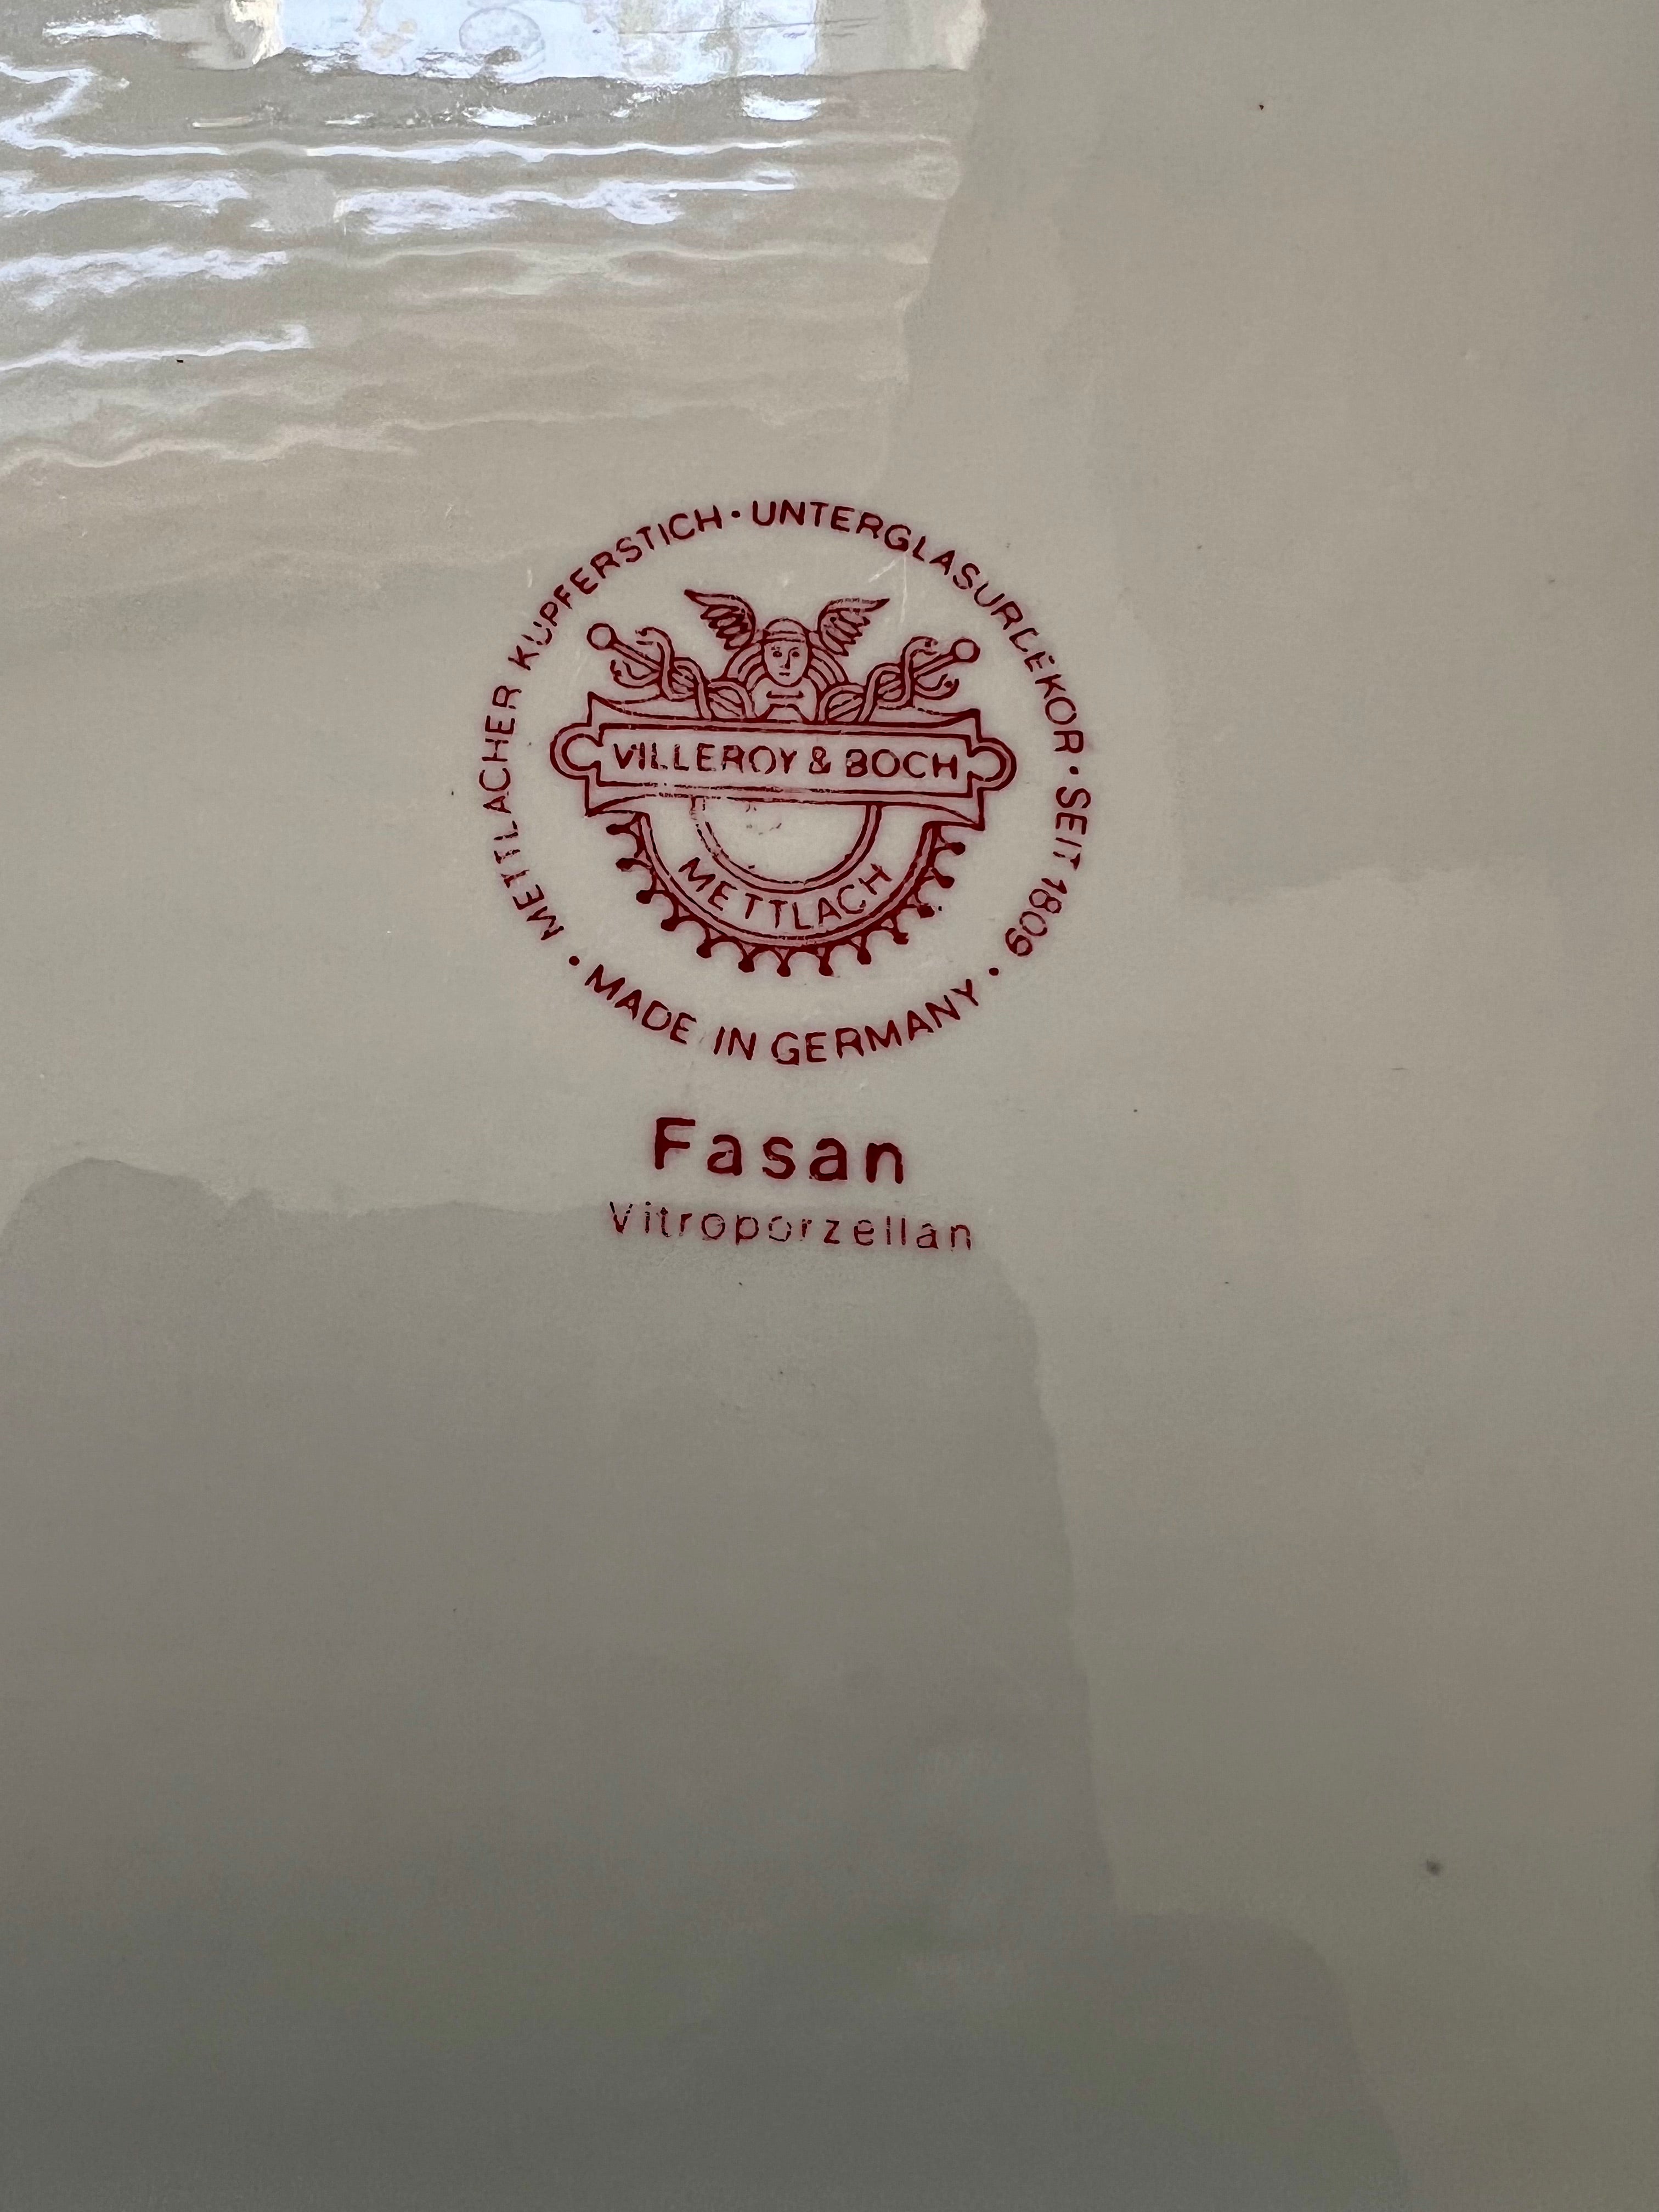 METTLACHER KUPFERSTICH · UNTERGLASURDEKOR · SEIT 1809 ·
VILLEROY & BOCH
METTLACH
MADE IN GERMANY ·
Fasan
Vitroporzellan